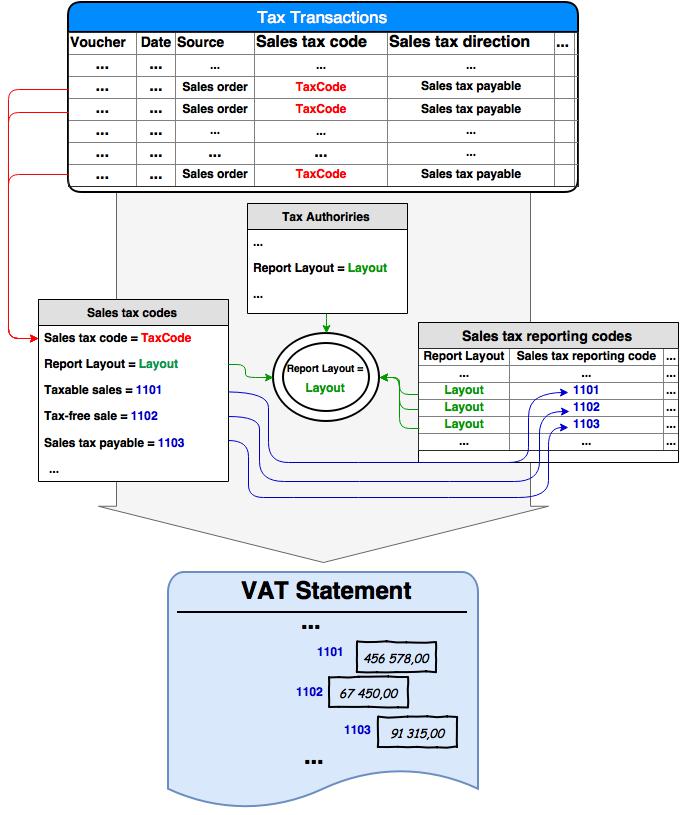 Tax Transactions
Voucher Date Source Sales tax code Sales tax direction ...
... ... ... ... ...
... ... Sales order TaxCode Sales tax payable
... ... Sales order TaxCode Sales tax payable
... ... ... ... ...
... ... ... ... ...
... ... Sales order TaxCode Sales tax payable
Tax Authoriries
...
Report Layout = Layout
...
Sales tax codes
Sales tax code = TaxCode
Report Layout = Layout
Taxable sales = 1101
Tax-free sale = 1102
Sales tax payable = 1103
...
Report Layout =
Layout
Sales tax reporting codes
Report Layout Sales tax reporting code ...
... ... ...
Layout 1101 ...
Layout 1102 ...
Layout 1103 ...
... ... ...
VAT Statement
...
1101 456 578,00
1102 67 450,00
1103 91 315,00
...